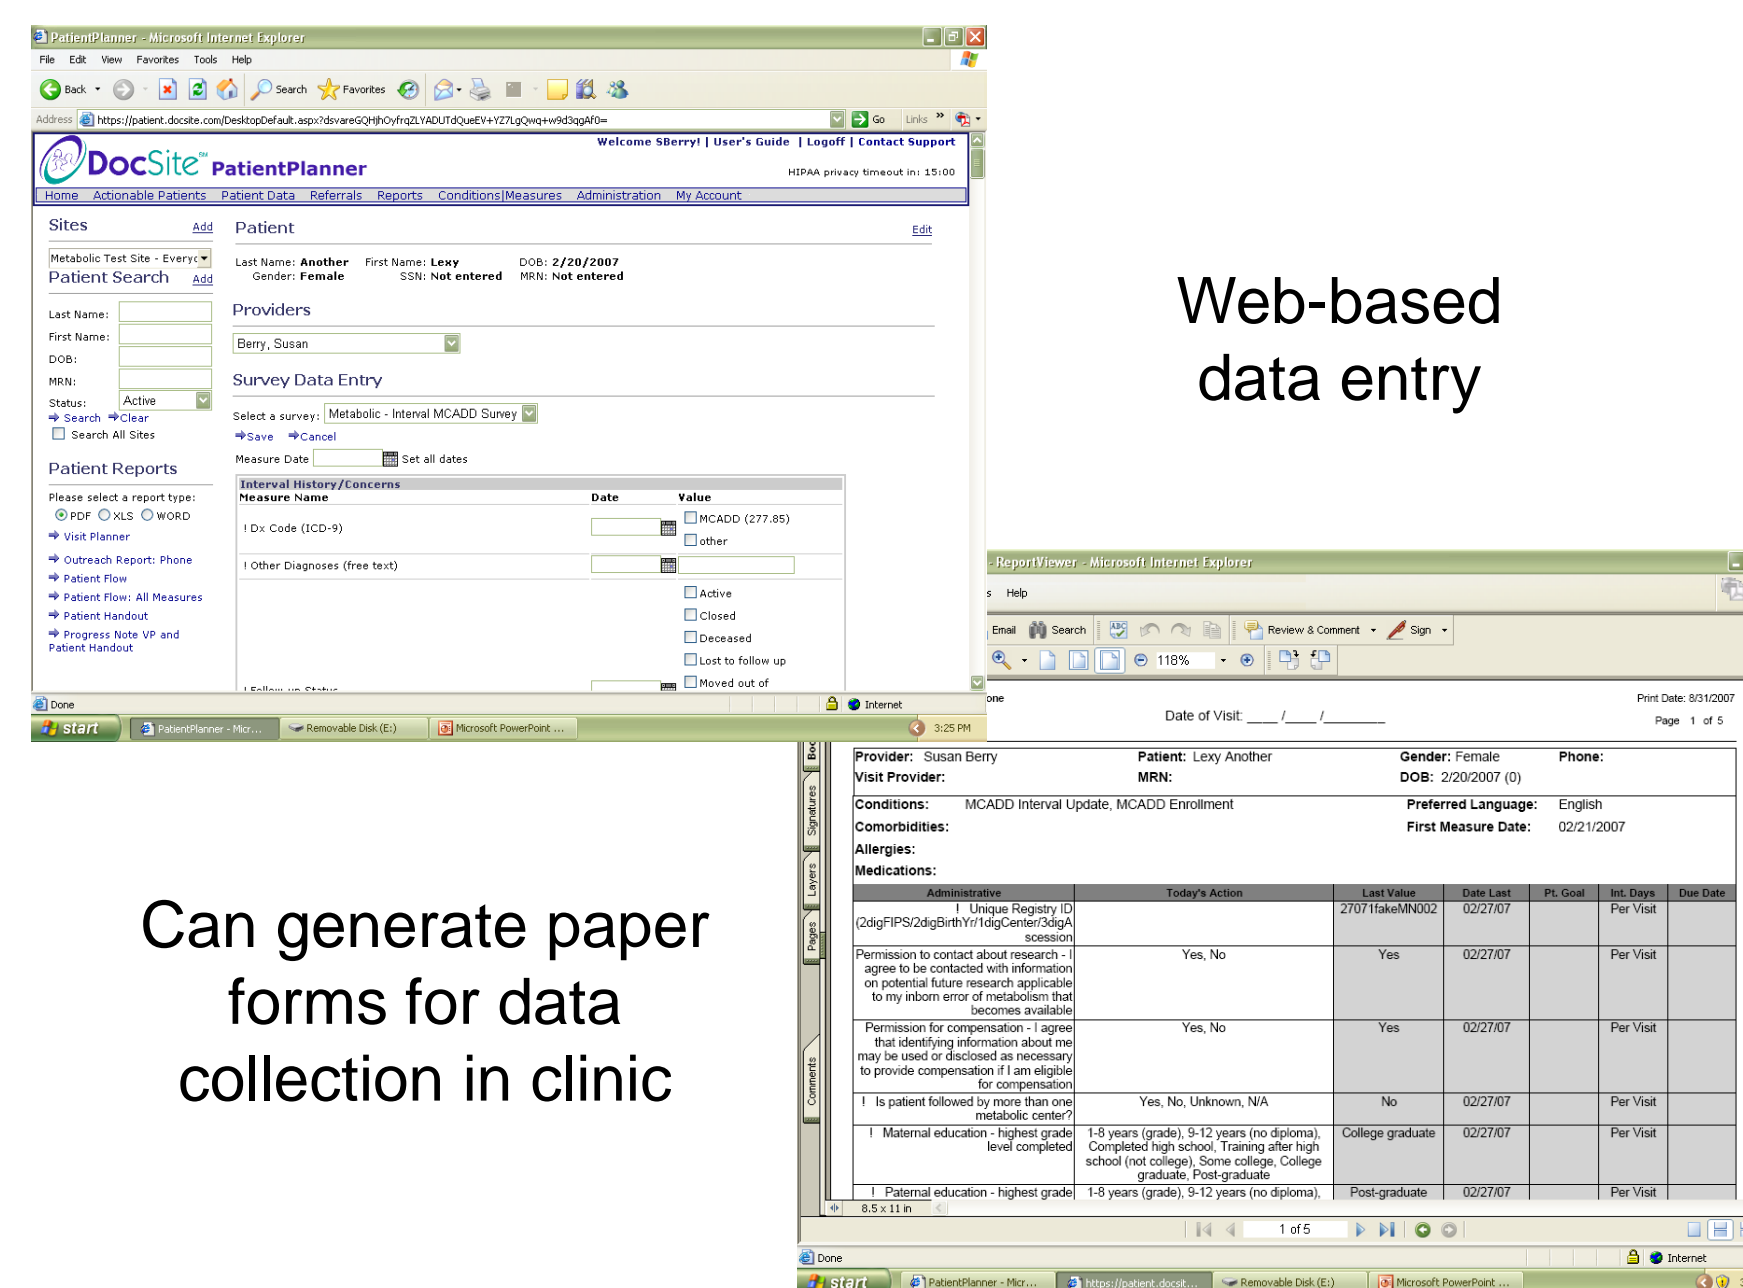 PatientPlanner - Microsoft Internet Explorer
File Edit View Favorites Tools Help
Back Search Favorites
Address https://patient.docsite.com/DesktopDefault.aspx?dsvareGQHjhOyfrqZLYADUTdQueEV+YZ7LgQwq+w9d3qgAf0= Go Links »
Welcome SBerry! | User's Guide | Logoff | Contact Support
DocSite℠ PatientPlanner
HIPAA privacy timeout in: 15:00
Home Actionable Patients Patient Data Referrals Reports Conditions|Measures Administration My Account
Sites Add
Metabolic Test Site - Everyc
Patient Search Add
Last Name:
First Name:
DOB:
MRN:
Status: Active
Search Clear
Search All Sites
Patient Reports
Please select a report type:
PDF XLS WORD
Visit Planner
Outreach Report: Phone
Patient Flow
Patient Flow: All Measures
Patient Handout
Progress Note VP and
Patient Handout
Patient Edit
Last Name: Another First Name: Lexy DOB: 2/20/2007
Gender: Female SSN: Not entered MRN: Not entered
Providers
Berry, Susan
Survey Data Entry
Select a survey: Metabolic - Interval MCADD Survey
Save Cancel
Measure Date Set all dates
Interval History/Concerns
Measure Name Date Value
! Dx Code (ICD-9) MCADD (277.85)
other
! Other Diagnoses (free text)
Active
Closed
Deceased
Lost to follow up
Moved out of
! Follow-up Status
Done Internet
start PatientPlanner - Micr... Removable Disk (E:) Microsoft PowerPoint ... 3:25 PM
Web-based
data entry
Can generate paper
forms for data
collection in clinic
- ReportViewer - Microsoft Internet Explorer
s Help
Email Search Review & Comment Sign
118%
one Print Date: 8/31/2007
Date of Visit: ____ /____ /________
Page 1 of 5
Boo
Signatures
Layers
Pages
Comments
Provider: Susan Berry Patient: Lexy Another Gender: Female Phone:
Visit Provider: MRN: DOB: 2/20/2007 (0)
Conditions: MCADD Interval Update, MCADD Enrollment Preferred Language: English
Comorbidities: First Measure Date: 02/21/2007
Allergies:
Medications:
Administrative Today's Action Last Value Date Last Pt. Goal Int. Days Due Date
! Unique Registry ID 27071fakeMN002 02/27/07 Per Visit
(2digFIPS/2digBirthYr/1digCenter/3digA
scession
Permission to contact about research - I Yes, No Yes 02/27/07 Per Visit
agree to be contacted with information
on potential future research applicable
to my inborn error of metabolism that
becomes available
Permission for compensation - I agree Yes, No Yes 02/27/07 Per Visit
that identifying information about me
may be used or disclosed as necessary
to provide compensation if I am eligible
for compensation
! Is patient followed by more than one Yes, No, Unknown, N/A No 02/27/07 Per Visit
metabolic center?
! Maternal education - highest grade 1-8 years (grade), 9-12 years (no diploma), College graduate 02/27/07 Per Visit
level completed Completed high school, Training after high
school (not college), Some college, College
graduate, Post-graduate
! Paternal education - highest grade 1-8 years (grade), 9-12 years (no diploma), Post-graduate 02/27/07 Per Visit
8.5 x 11 in
1 of 5
Done Internet
start PatientPlanner - Micr... https://patient.docsit... Removable Disk (E:) Microsoft PowerPoint ...